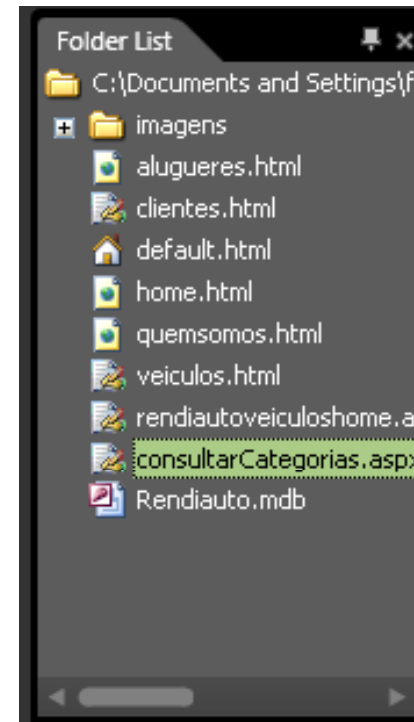 Folder List
C:\Documents and Settings\f
imagens
alugueres.html
clientes.html
default.html
home.html
quemsomos.html
veiculos.html
rendiautoveiculoshome.a
consultarCategorias.aspx
Rendiauto.mdb